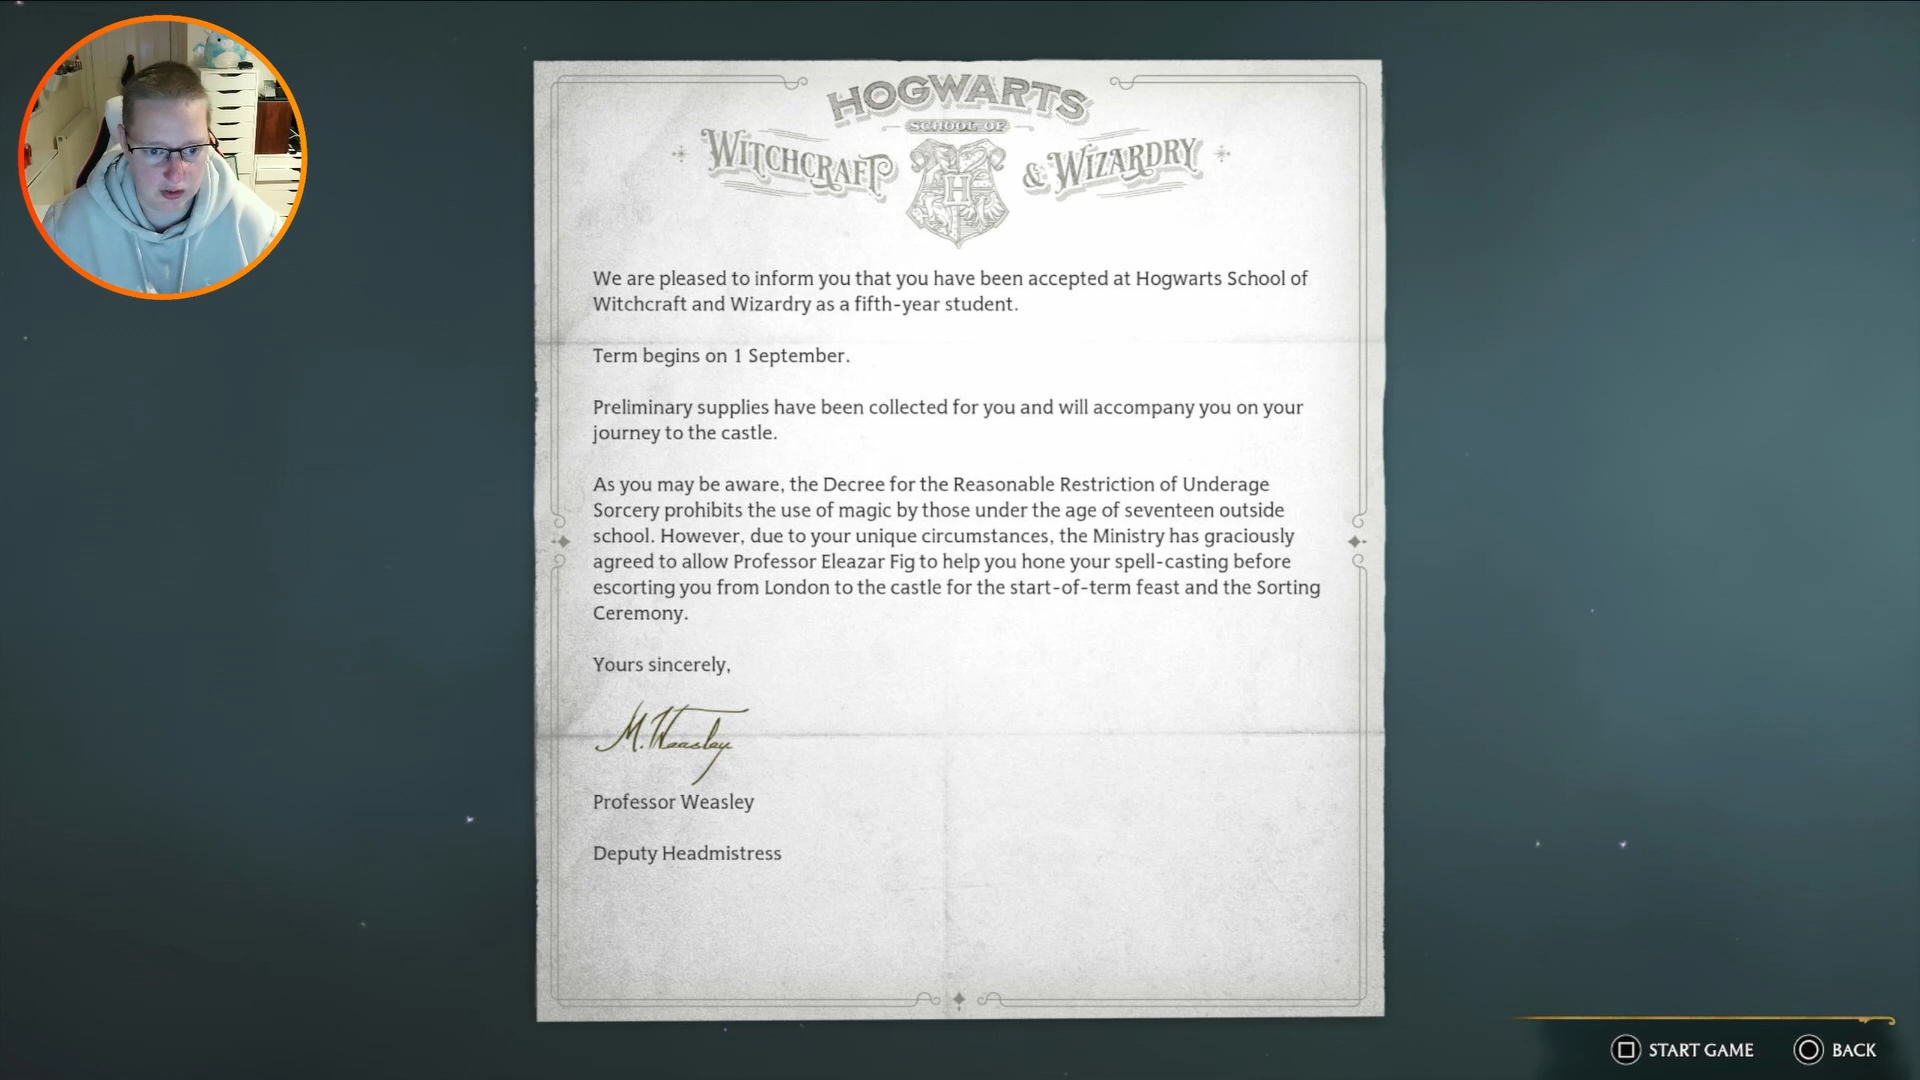 HOGWARTS
SCHOOL OF
WITCHCRAFT & WIZARDRY
H
We are pleased to inform you that you have been accepted at Hogwarts School of
Witchcraft and Wizardry as a fifth-year student.
Term begins on 1 September.
Preliminary supplies have been collected for you and will accompany you on your
journey to the castle.
As you may be aware, the Decree for the Reasonable Restriction of Underage
Sorcery prohibits the use of magic by those under the age of seventeen outside
school. However, due to your unique circumstances, the Ministry has graciously
agreed to allow Professor Eleazar Fig to help you hone your spell-casting before
escorting you from London to the castle for the start-of-term feast and the Sorting
Ceremony.
Yours sincerely,
M. Weasley
Professor Weasley
Deputy Headmistress
START GAME BACK